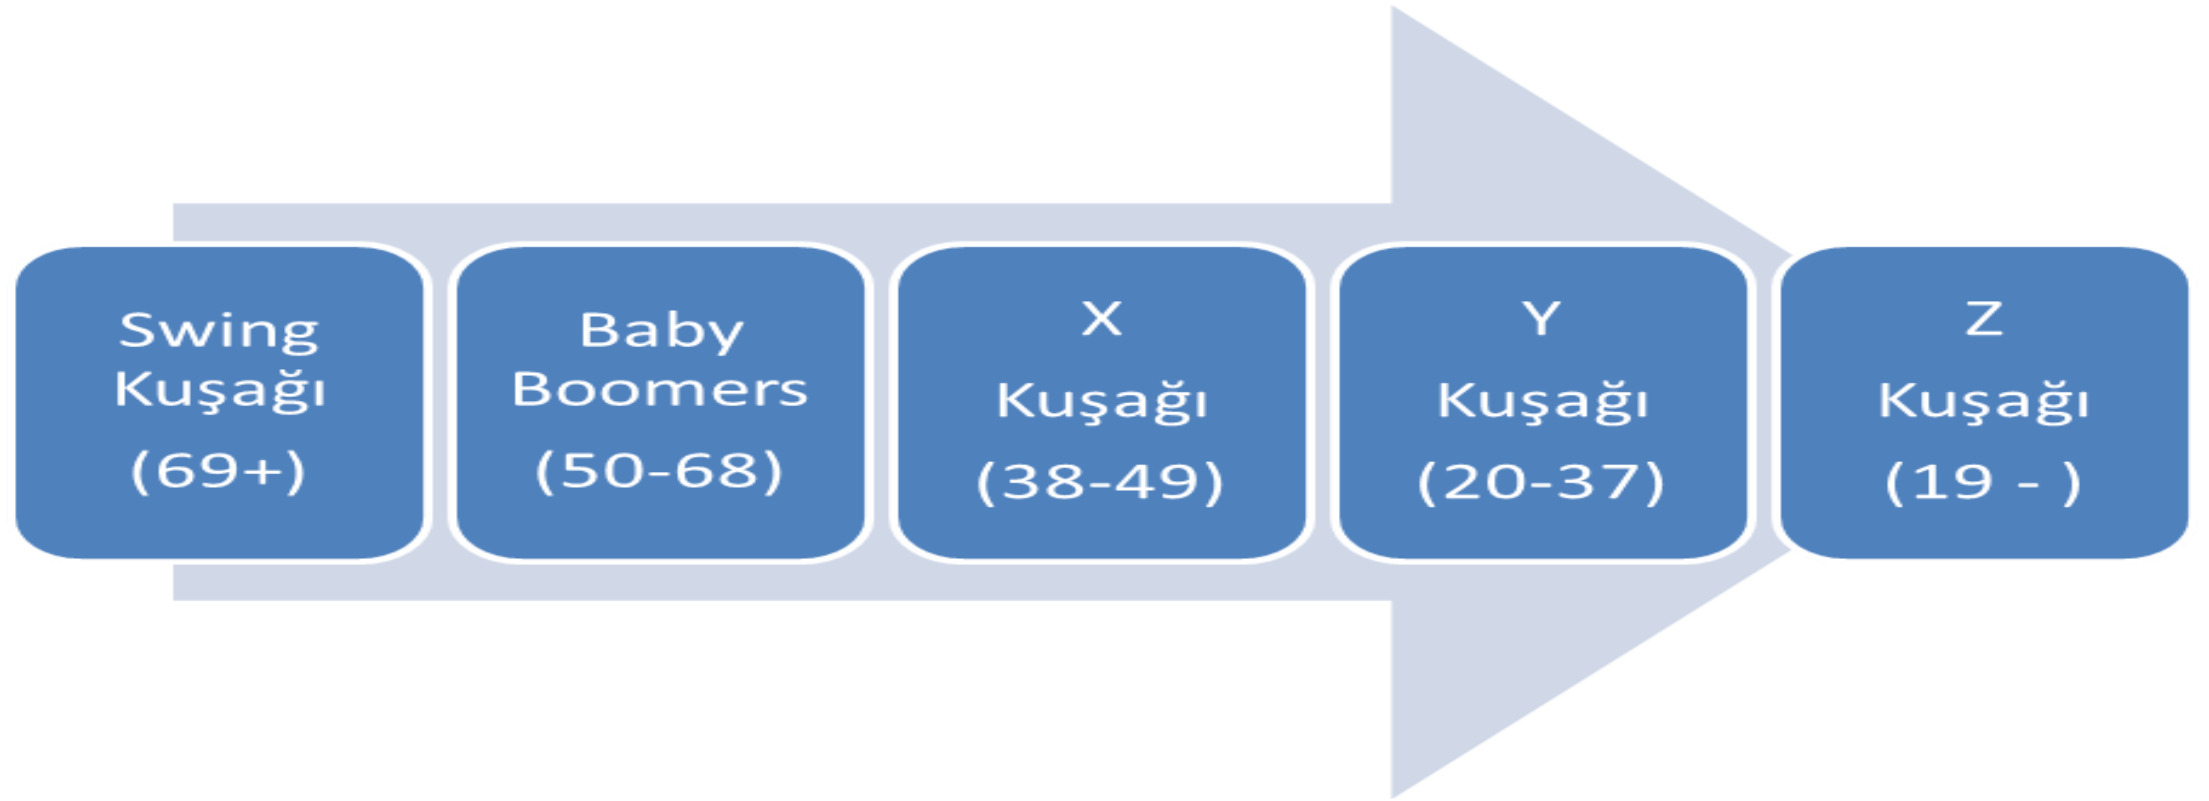 Swing
Kuşağı
(69+)
Baby
Boomers
(50-68)
X
Kuşağı
(38-49)
Y
Kuşağı
(20-37)
Z
Kuşağı
(19 - )